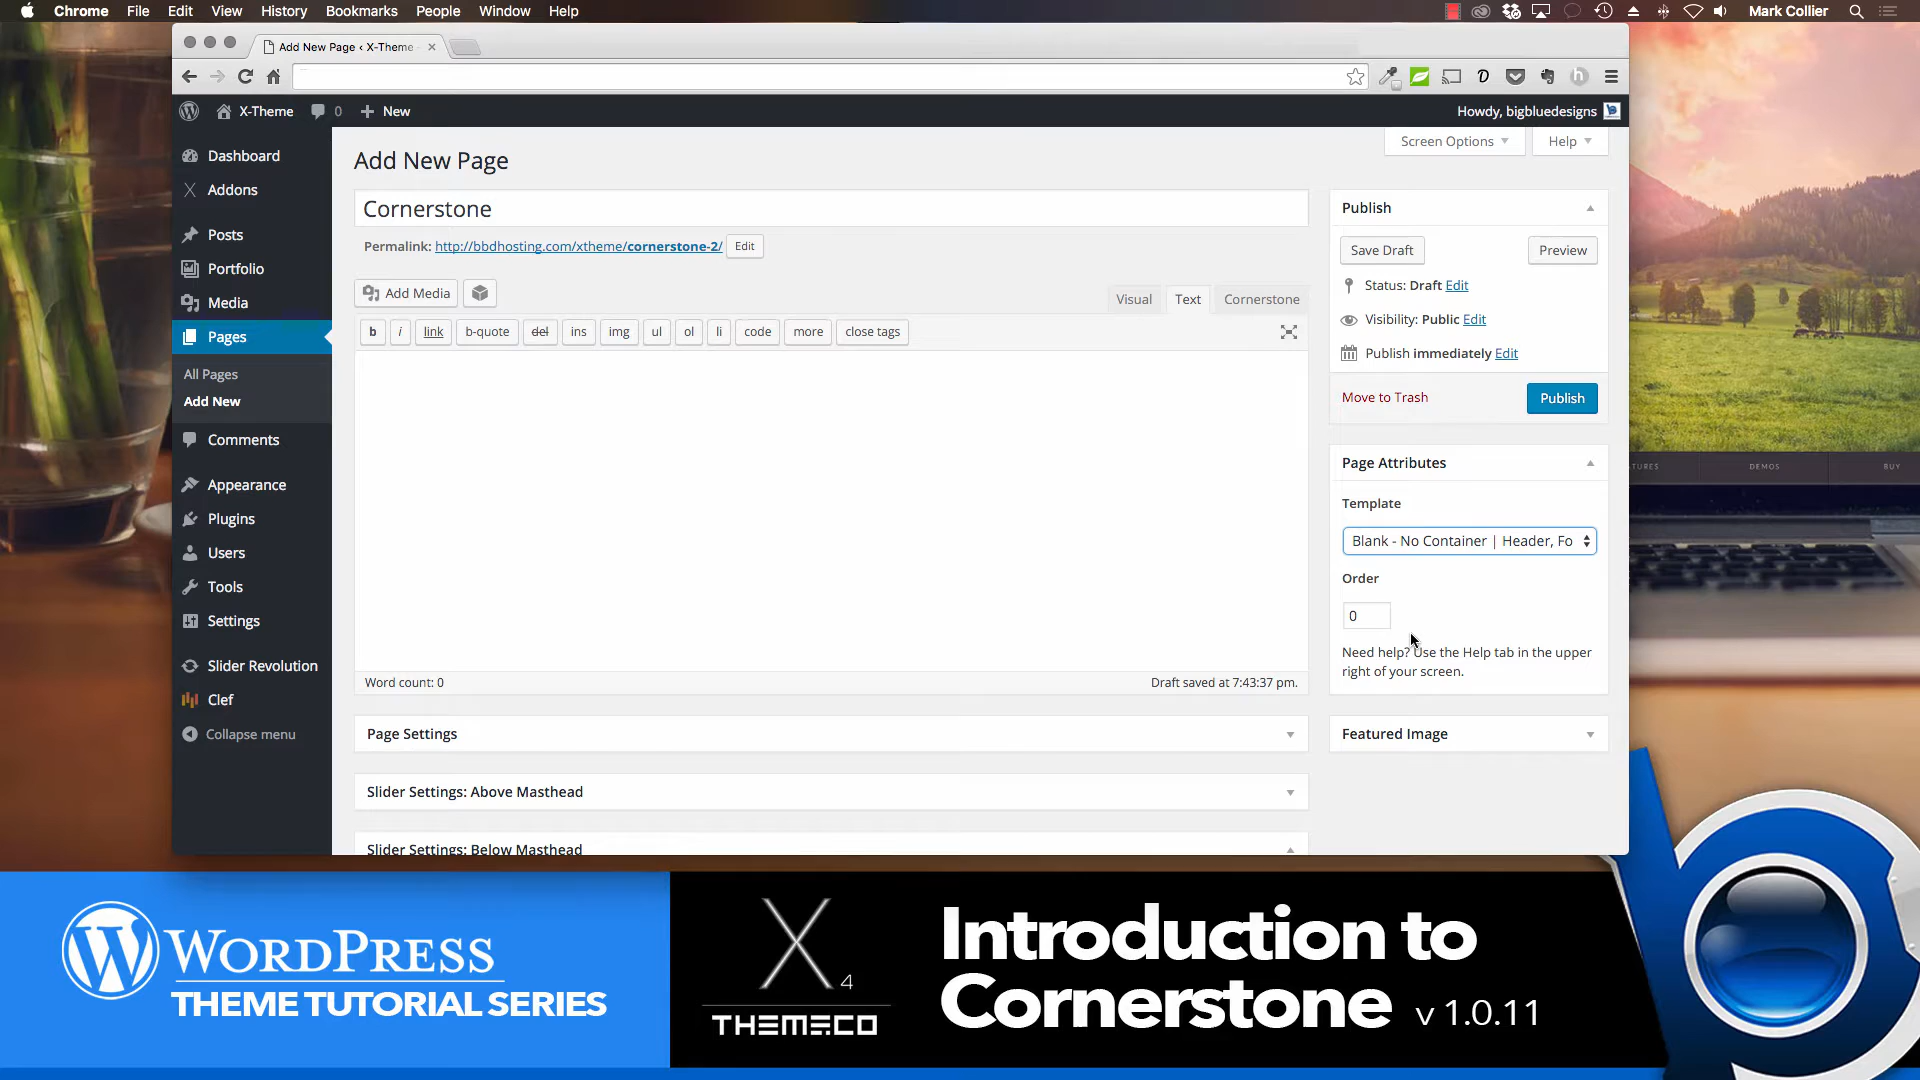 Chrome File Edit View History Bookmarks People Window Help Mark Collier
Add New Page ‹ X-Theme
X-Theme 0 New Howdy, bigbluedesigns
Screen Options Help
Dashboard
Addons
Posts
Portfolio
Media
Pages
All Pages
Add New
Comments
Appearance
Plugins
Users
Tools
Settings
Slider Revolution
Clef
Collapse menu
Add New Page
Cornerstone
Permalink: http://bbdhosting.com/xtheme/cornerstone-2/ Edit
Add Media Visual Text Cornerstone
b i link b-quote del ins img ul ol li code more close tags
Word count: 0 Draft saved at 7:43:37 pm.
Page Settings
Slider Settings: Above Masthead
Slider Settings: Below Masthead
Publish
Save Draft Preview
Status: Draft Edit
Visibility: Public Edit
Publish immediately Edit
Move to Trash Publish
Page Attributes
Template
Blank - No Container | Header, Fo
Order
0
Need help? Use the Help tab in the upper
right of your screen.
Featured Image
TURES DEMOS BUY
WORDPRESS
THEME TUTORIAL SERIES
X 4
THEMECO
Introduction to
Cornerstone v 1.0.11